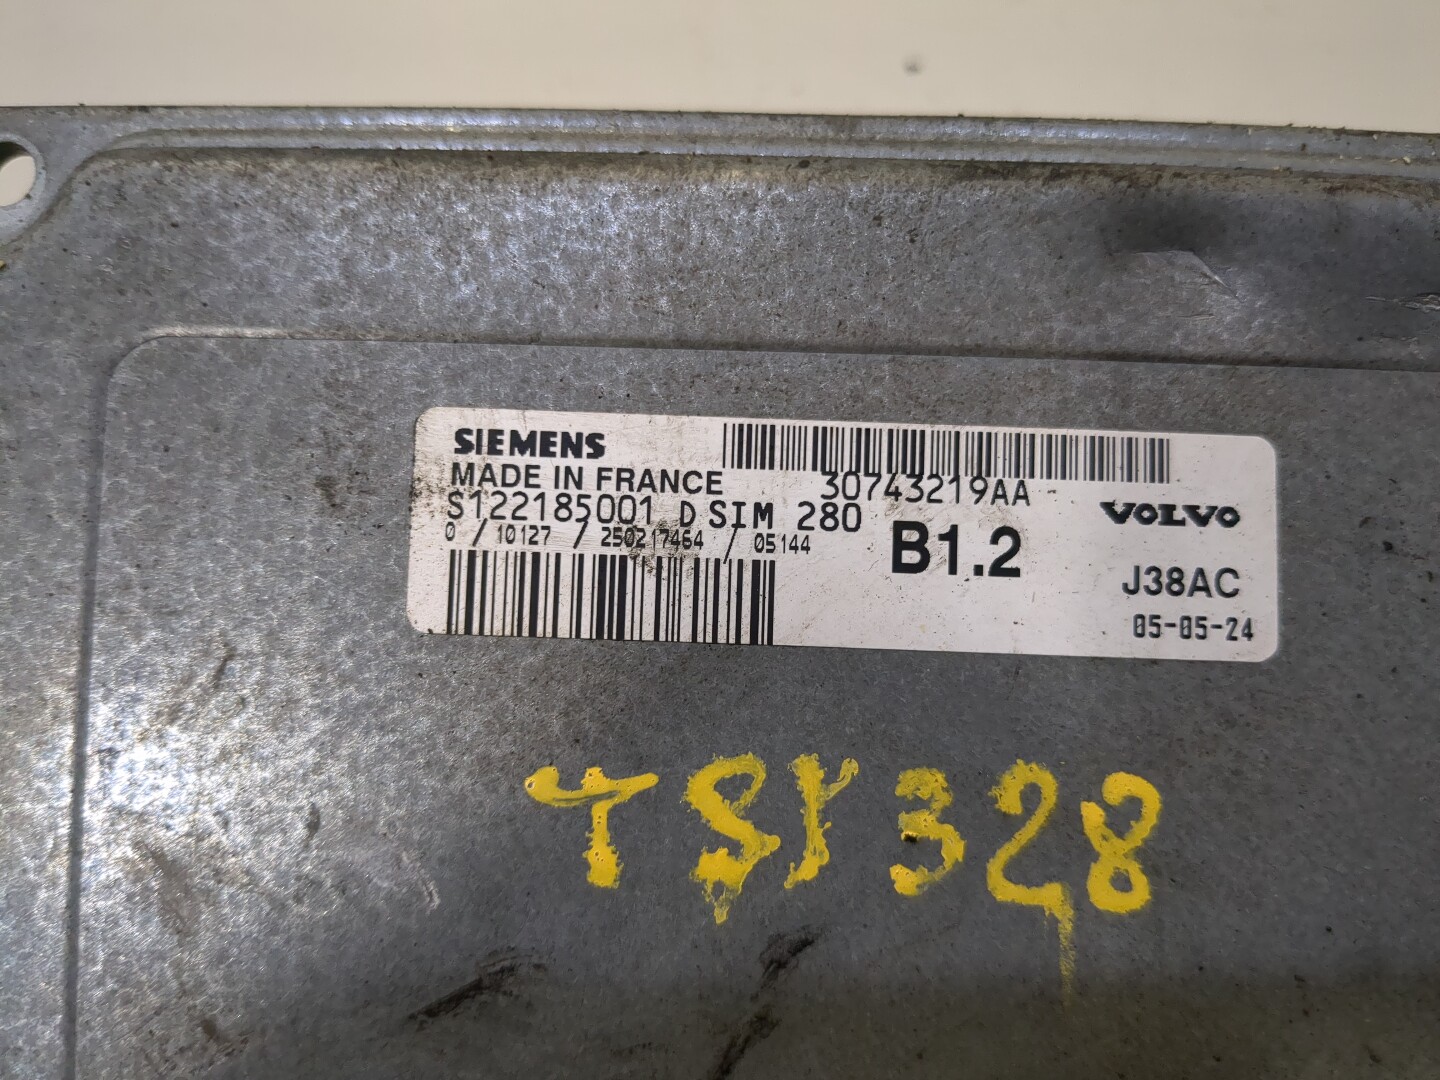 SIEMENS
MADE IN FRANCE 30743219AA
S122185001 D SIM 280 VOLVO
0 / 10127 / 250217464 / 05144 B1.2
J38AC
05-05-24
TSY328